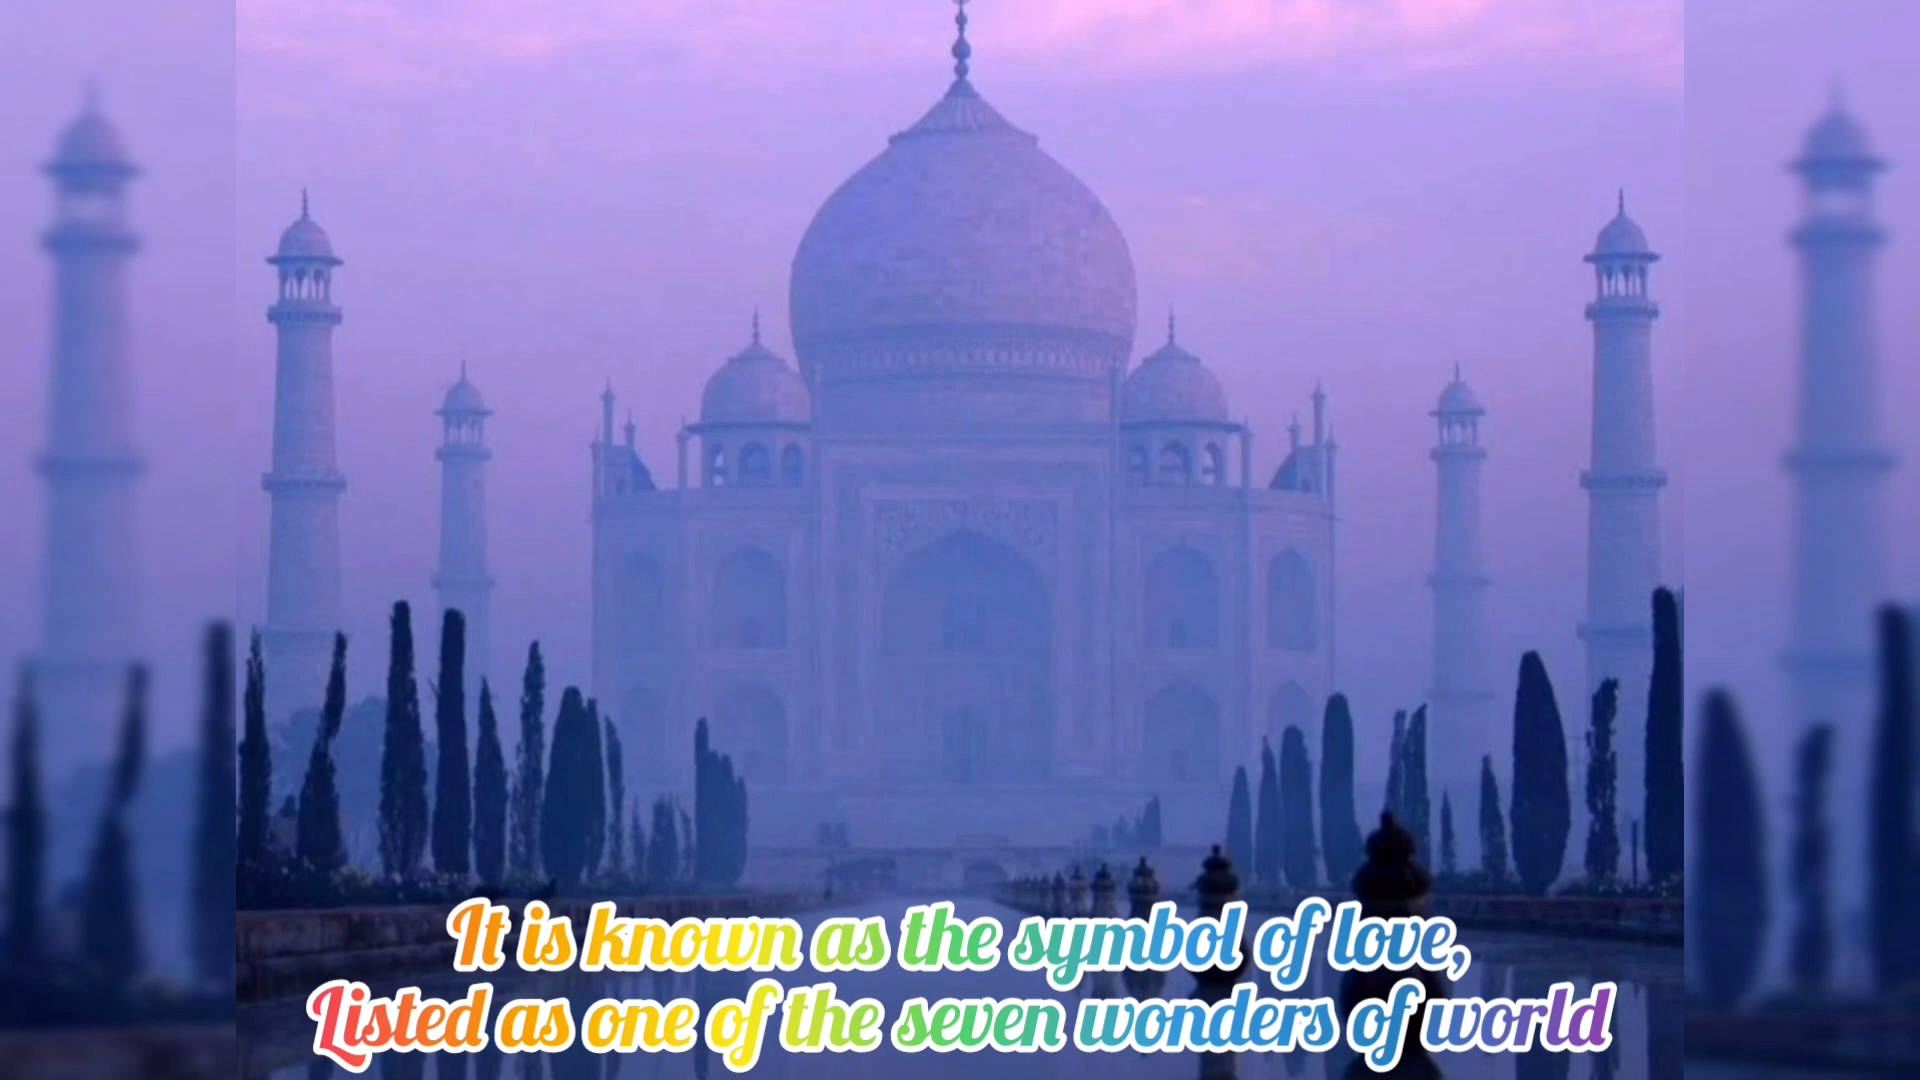 It is known as the symbol of love,
Listed as one of the seven wonders of world